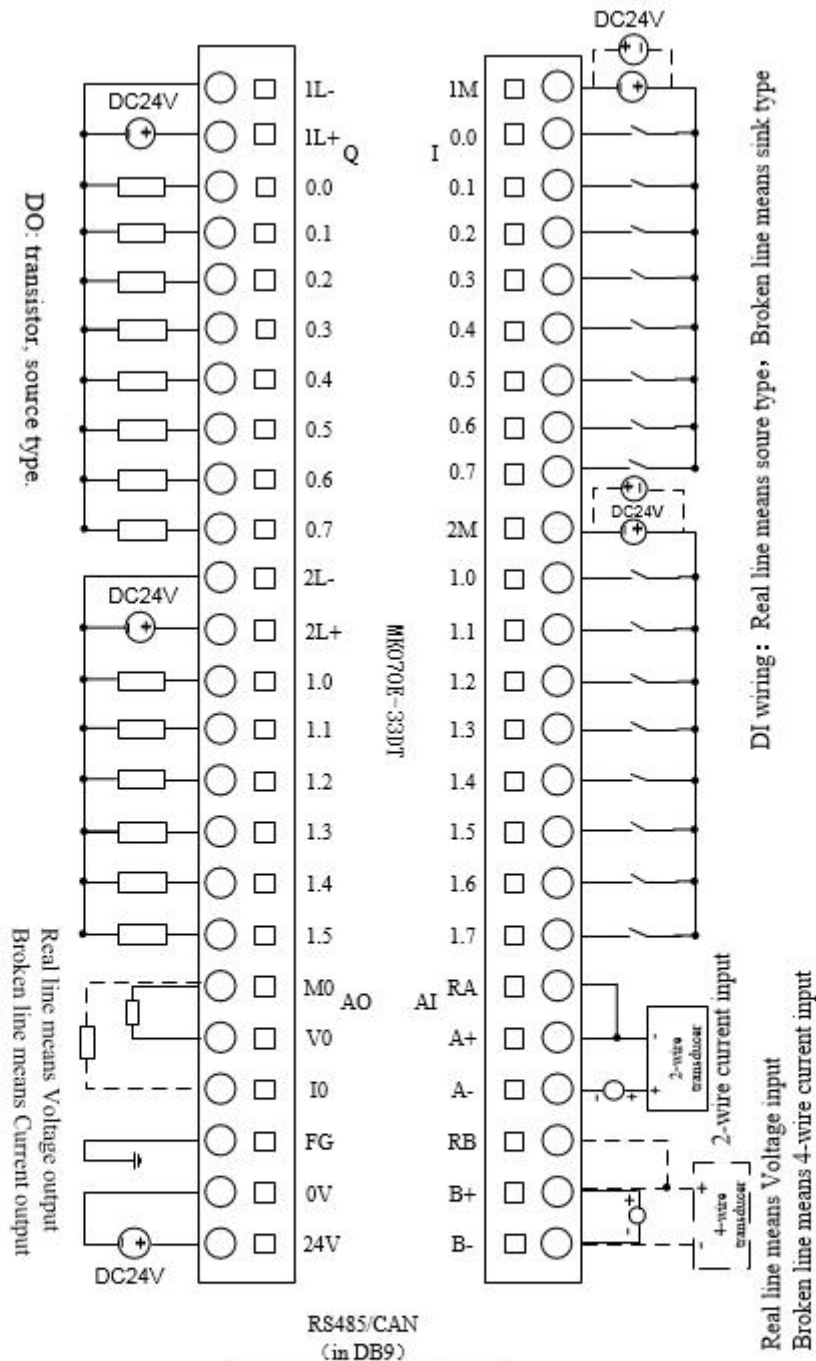 DC24V
1L-
DC24V
1L+
Q
0.0
0.1
0.2
0.3
0.4
0.5
0.6
0.7
2L-
DC24V
2L+
1.0
1.1
1.2
1.3
1.4
1.5
M0
AO
V0
I0
FG
0V
24V
DC24V
DO: transistor, source type.
Real line means Voltage output
Broken line means Current output
MK070E-33DT
1M
I
0.0
0.1
0.2
0.3
0.4
0.5
0.6
0.7
DC24V
2M
1.0
1.1
1.2
1.3
1.4
1.5
1.6
1.7
AI
RA
A+
A-
RB
B+
B-
2-wire
transducer
2-wire current input
4-wire
transducer
DI wiring: Real line means soure type, Broken line means sink type
Real line means Voltage input
Broken line means 4-wire current input
RS485/CAN
(in DB9)